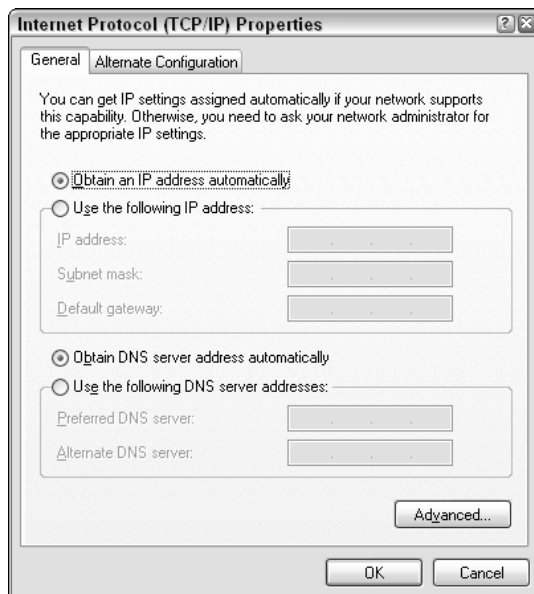 Internet Protocol (TCP/IP) Properties
General
Alternate Configuration
You can get IP settings assigned automatically if your network supports
this capability. Otherwise, you need to ask your network administrator for
the appropriate IP settings.
Obtain an IP address automatically
Use the following IP address:
IP address:
Subnet mask:
Default gateway:
Obtain DNS server address automatically
Use the following DNS server addresses:
Preferred DNS server:
Alternate DNS server:
Advanced...
OK
Cancel